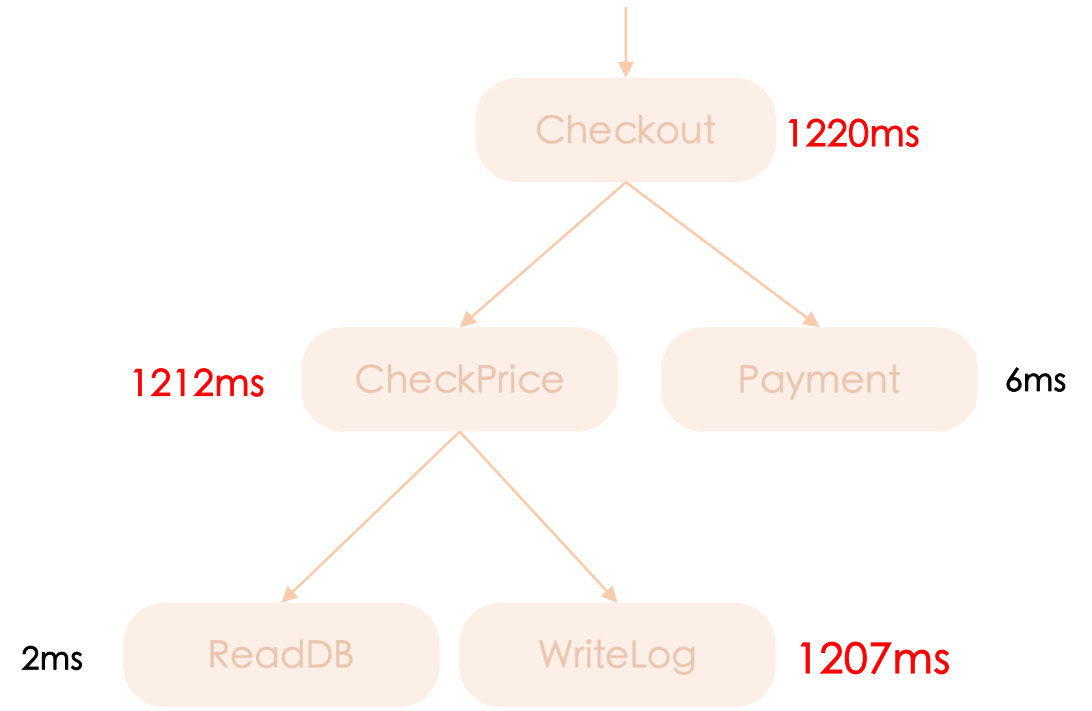 Checkout
1220ms
1212ms
CheckPrice
Payment
6ms
2ms
ReadDB
WriteLog
1207ms